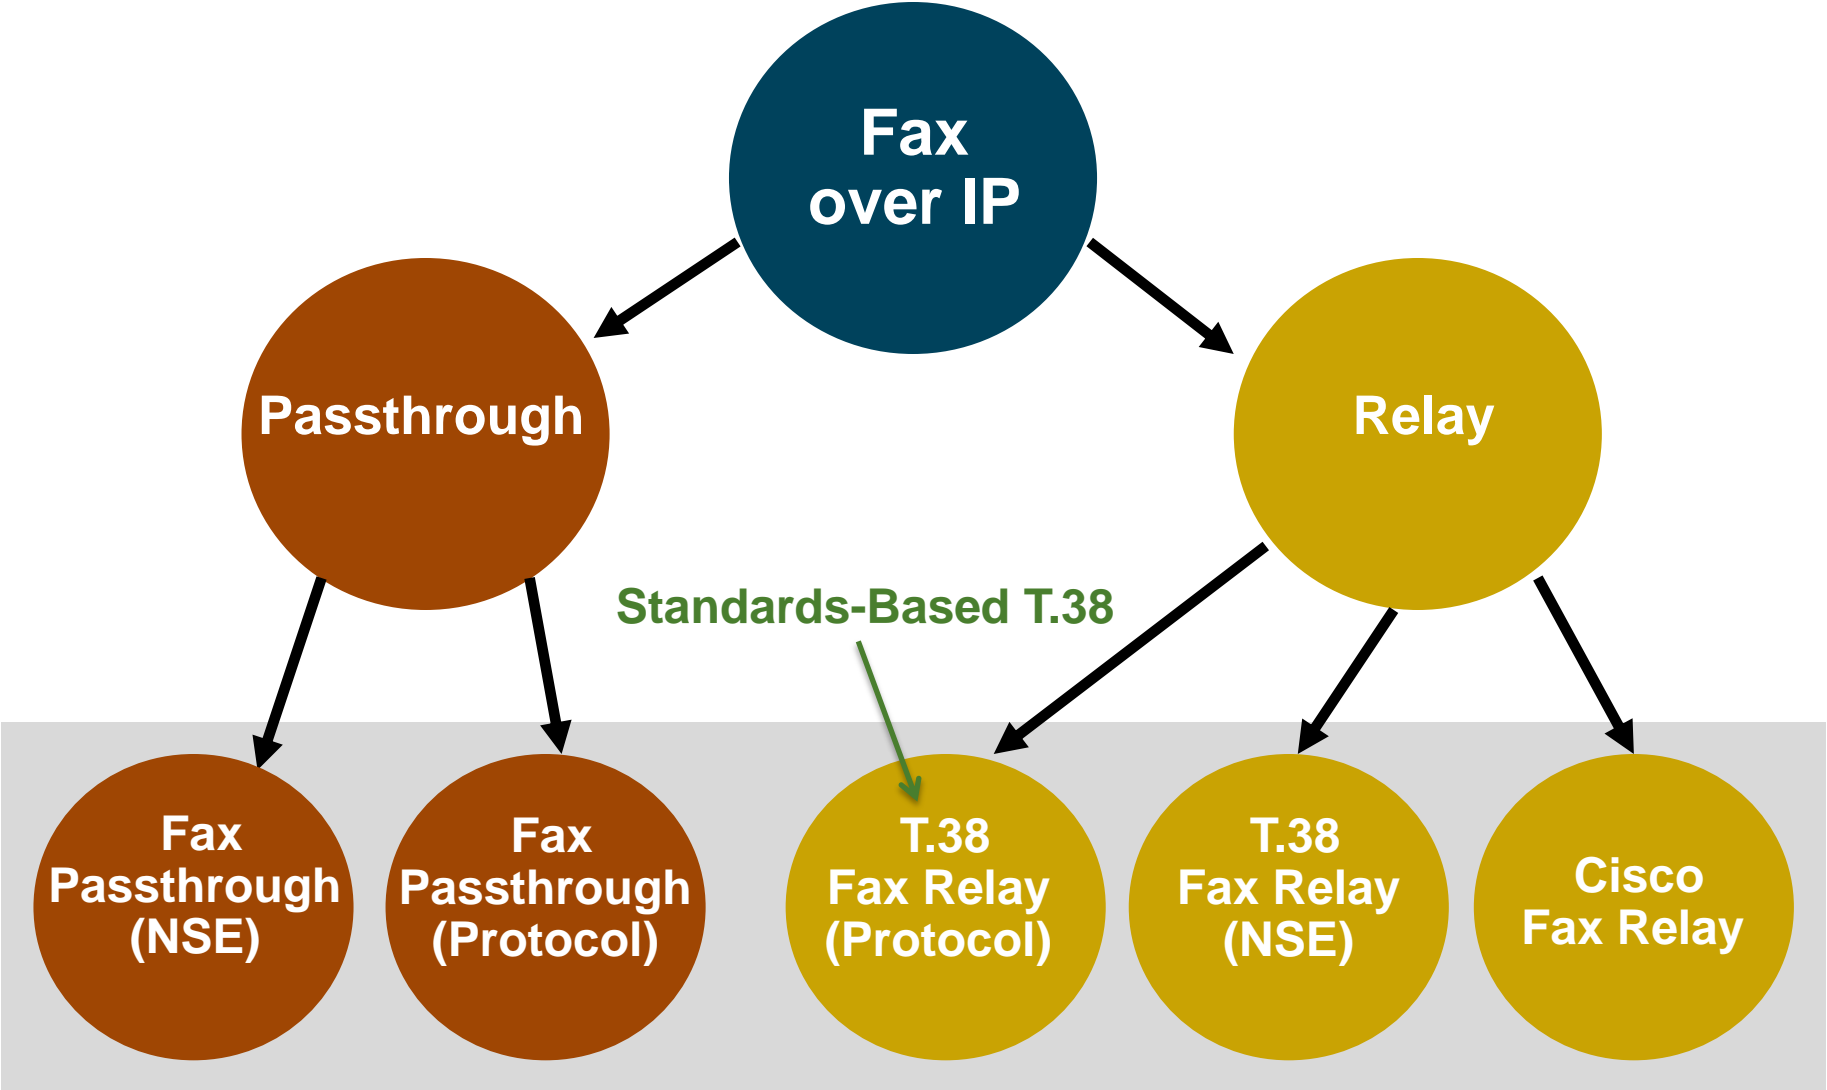 Fax
over IP
Passthrough
Relay
Standards-Based T.38
Fax
Passthrough
(NSE)
Fax
Passthrough
(Protocol)
T.38
Fax Relay
(Protocol)
T.38
Fax Relay
(NSE)
Cisco
Fax Relay